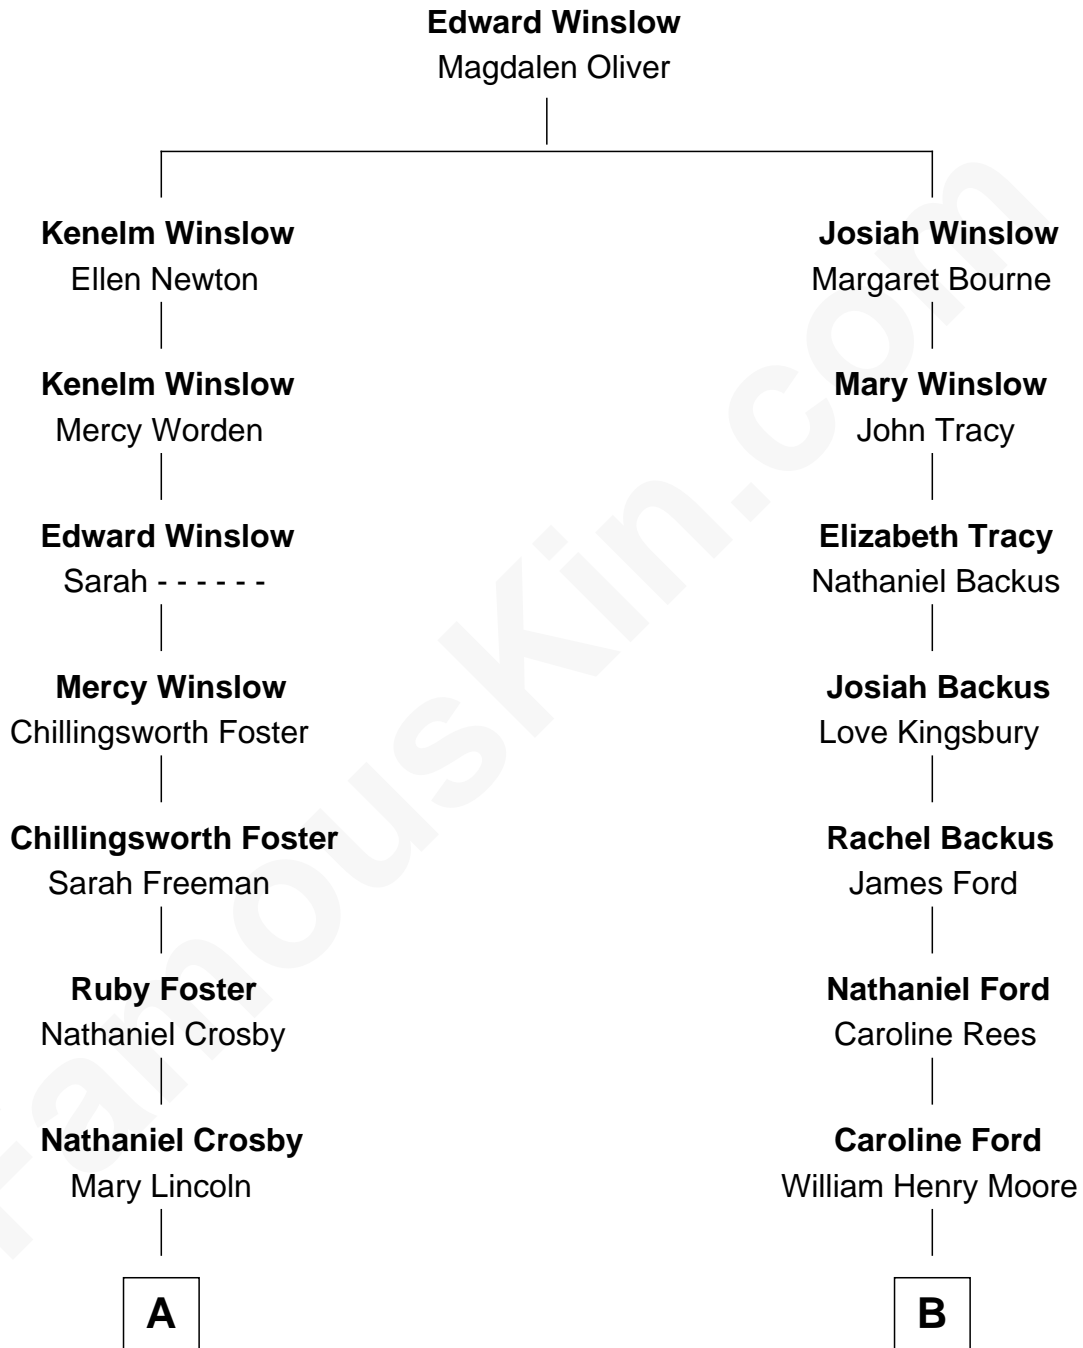 Edward Winslow
Magdalen Oliver
Kenelm Winslow
Ellen Newton
Josiah Winslow
Margaret Bourne
Kenelm Winslow
Mercy Worden
Mary Winslow
John Tracy
Edward Winslow
Sarah - - - - - -
Elizabeth Tracy
Nathaniel Backus
Mercy Winslow
Chillingsworth Foster
Josiah Backus
Love Kingsbury
Chillingsworth Foster
Sarah Freeman
Rachel Backus
James Ford
Ruby Foster
Nathaniel Crosby
Nathaniel Ford
Caroline Rees
Nathaniel Crosby
Mary Lincoln
Caroline Ford
William Henry Moore
A
B
FamousKin.com